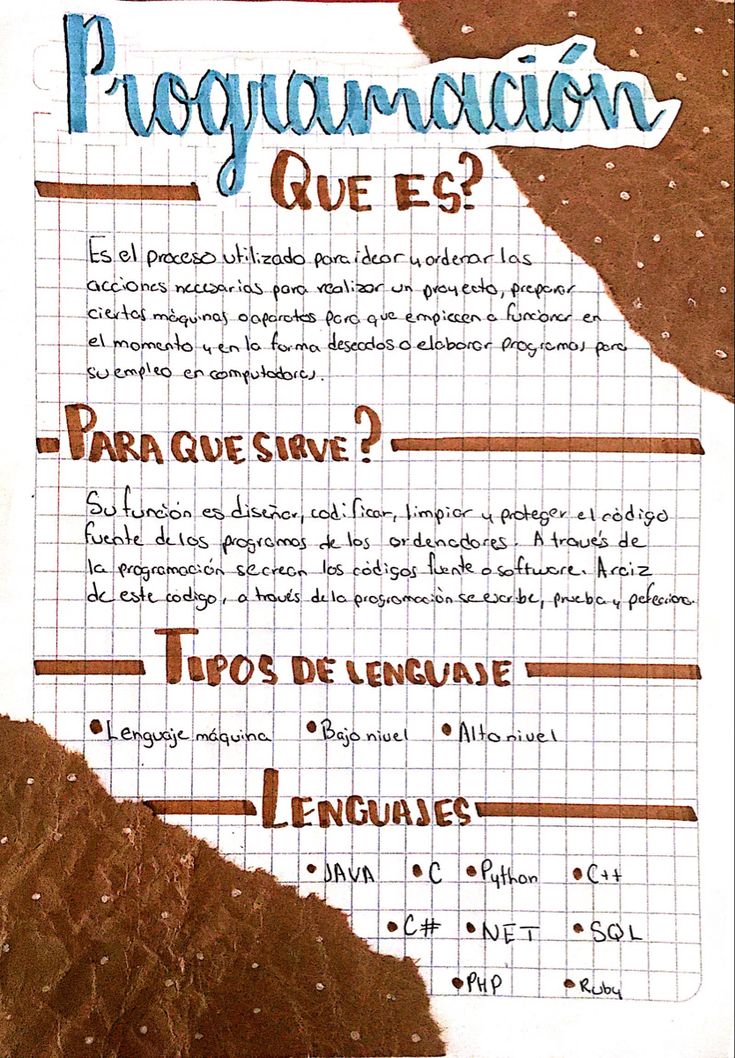 Programación
QUE ES?
Es el proceso utilizado para idear y ordenar las
acciones necesarias para realizar un proyecto, preparar
ciertas máquinas o aparatos para que empiecen a funcionar en
el momento y en la forma deseados o elaborar programas para
su empleo en computadores.
PARA QUE SIRVE?
Su función es diseñar, codificar, limpiar y proteger el código
fuente de los programas de los ordenadores. A través de
la programación se crean los códigos fuente o software. A raiz
de este código, a través de la programación se escribe, prueba y pefeciona.
TIPOS DE LENGUAJE
• Lenguaje máquina • Bajo nivel • Alto nivel
LENGUAJES
• JAVA • C • Python • C++
• C# • NET • SQL
• PHP • Ruby